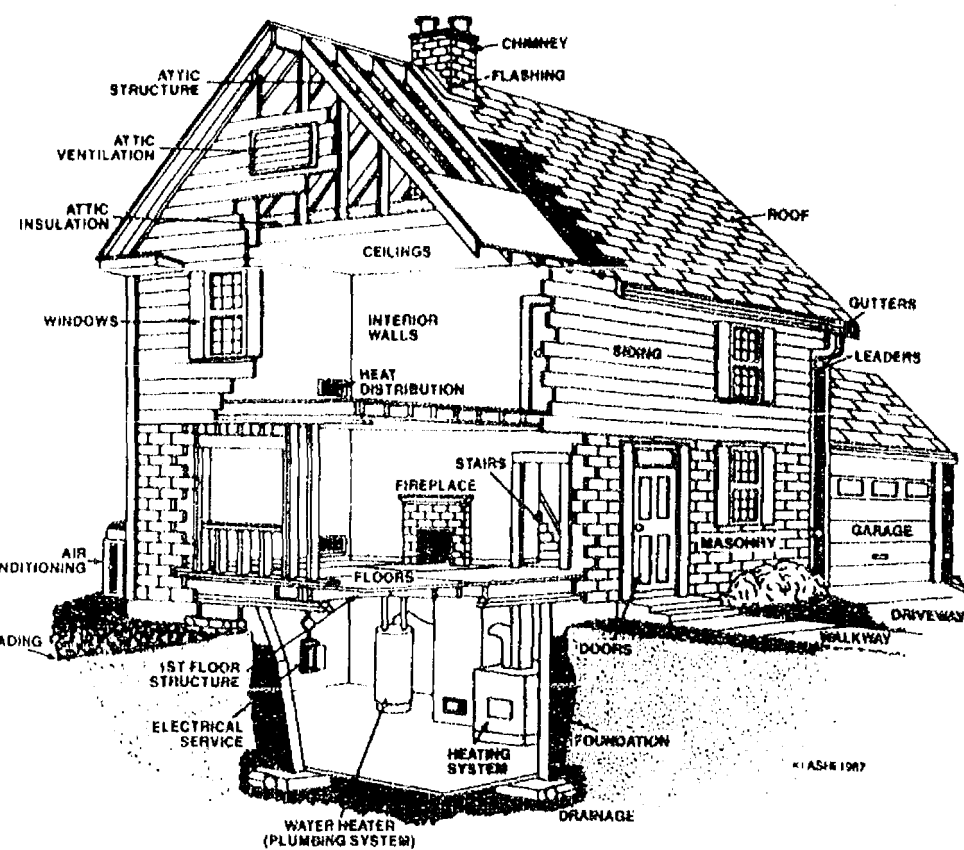 CHIMNEY
FLASHING
ATTIC
STRUCTURE
ATTIC
VENTILATION
ATTIC
INSULATION
ROOF
CEILINGS
GUTTERS
WINDOWS
INTERIOR
WALLS
SIDING
LEADERS
HEAT
DISTRIBUTION
STAIRS
FIREPLACE
GARAGE
MASONRY
AIR
NDITIONING
FLOORS
DRIVEWAY
WALKWAY
ADING
DOORS
1ST FLOOR
STRUCTURE
ELECTRICAL
SERVICE
FOUNDATION
HEATING
SYSTEM
DRAINAGE
WATER HEATER
(PLUMBING SYSTEM)